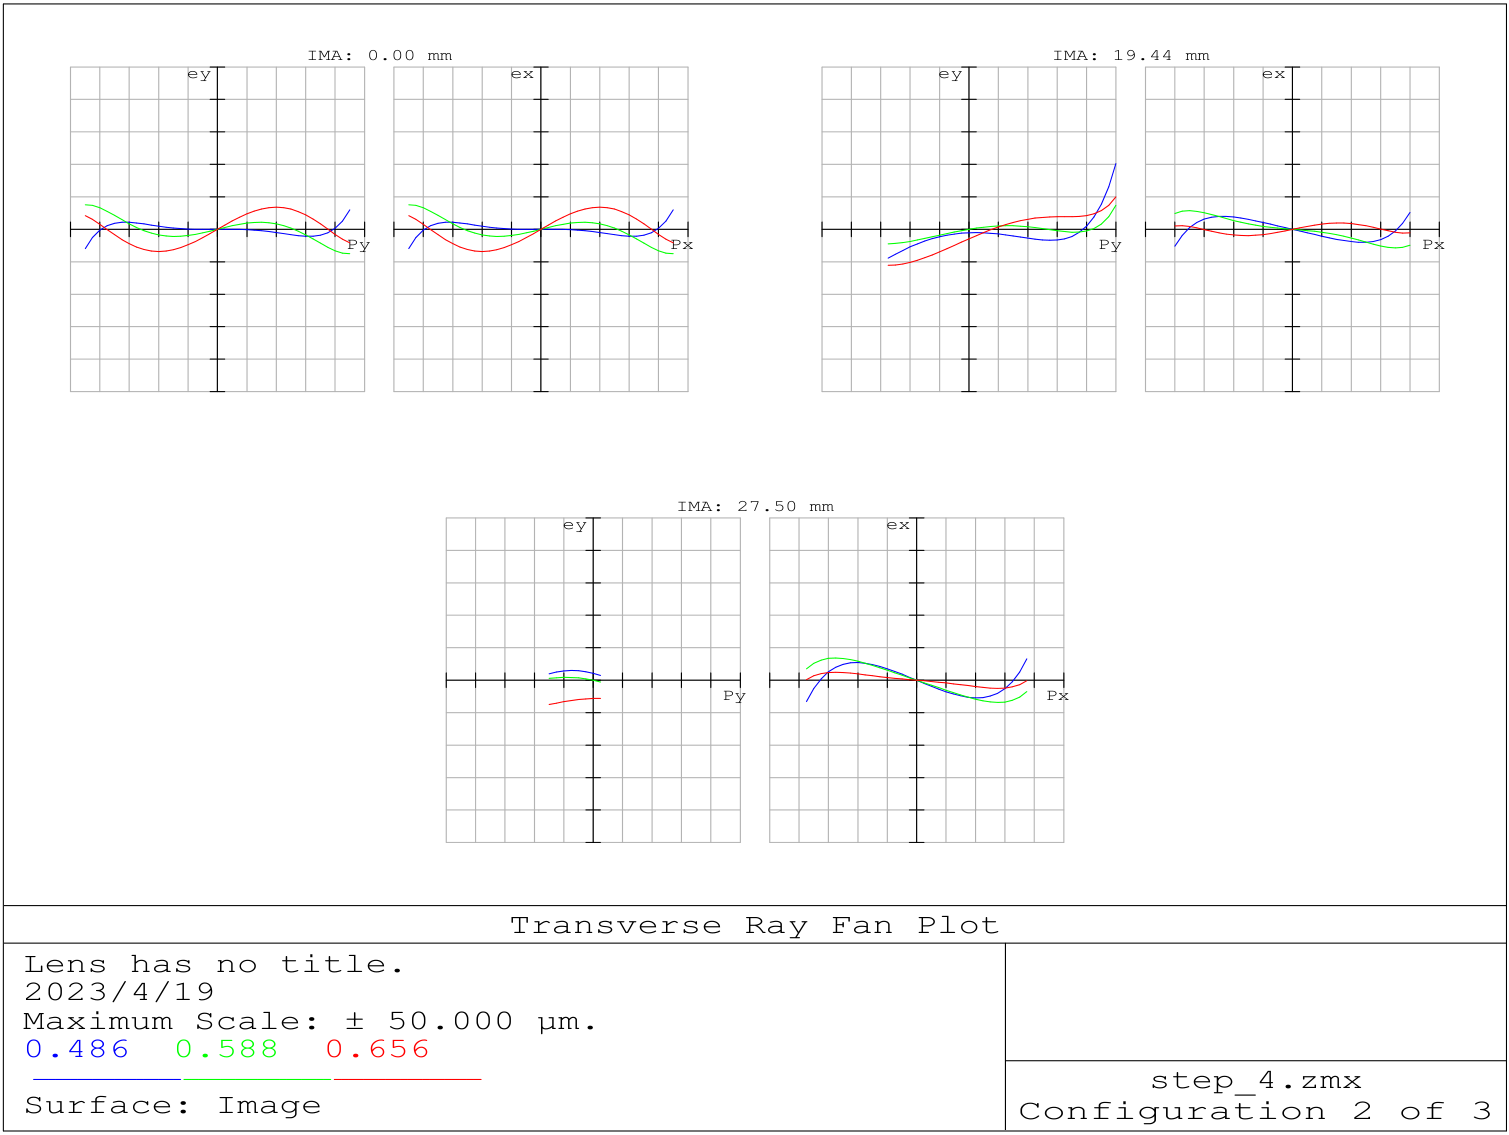 IMA: 0.00 mm
ey
Py
ex
Px
IMA: 19.44 mm
ey
Py
ex
Px
IMA: 27.50 mm
ey
Py
ex
Px
Transverse Ray Fan Plot
Lens has no title.
2023/4/19
Maximum Scale: ± 50.000 µm.
0.486 0.588 0.656
Surface: Image
step_4.zmx
Configuration 2 of 3